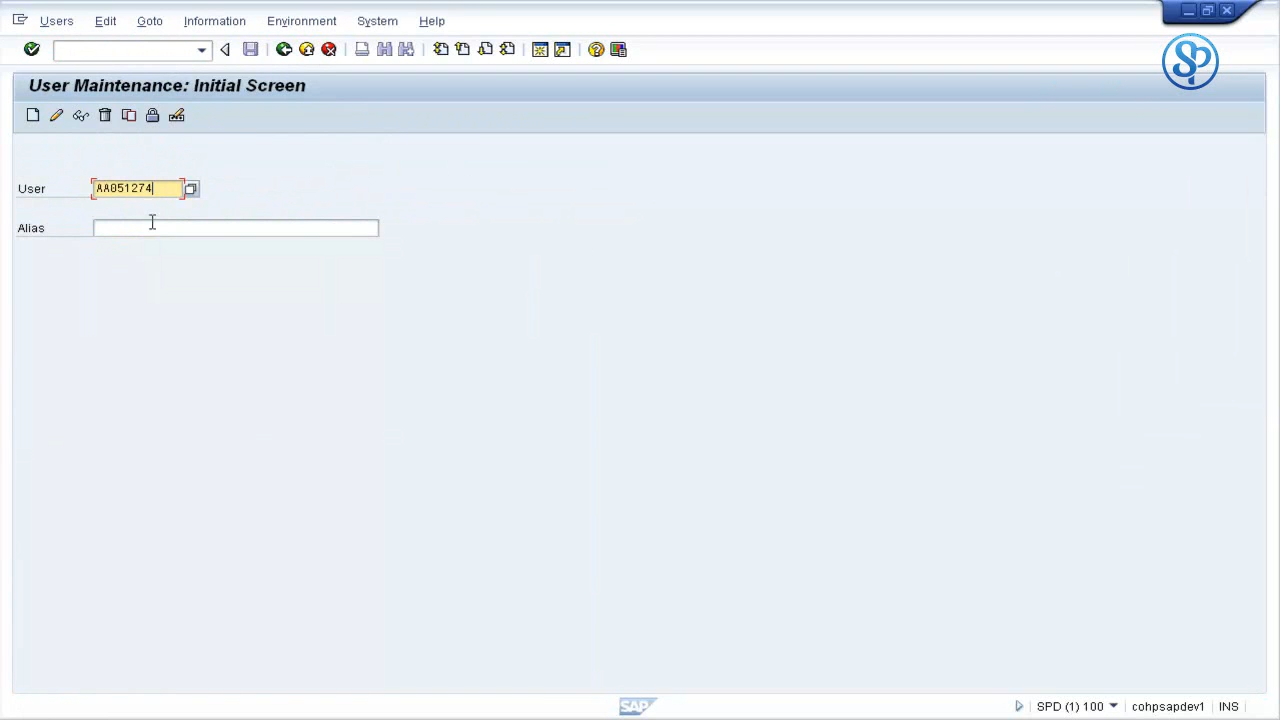 Users Edit Goto Information Environment System Help
SP
User Maintenance: Initial Screen
User AA051274
Alias
SAP
SPD (1) 100 cohpsapdev1 INS